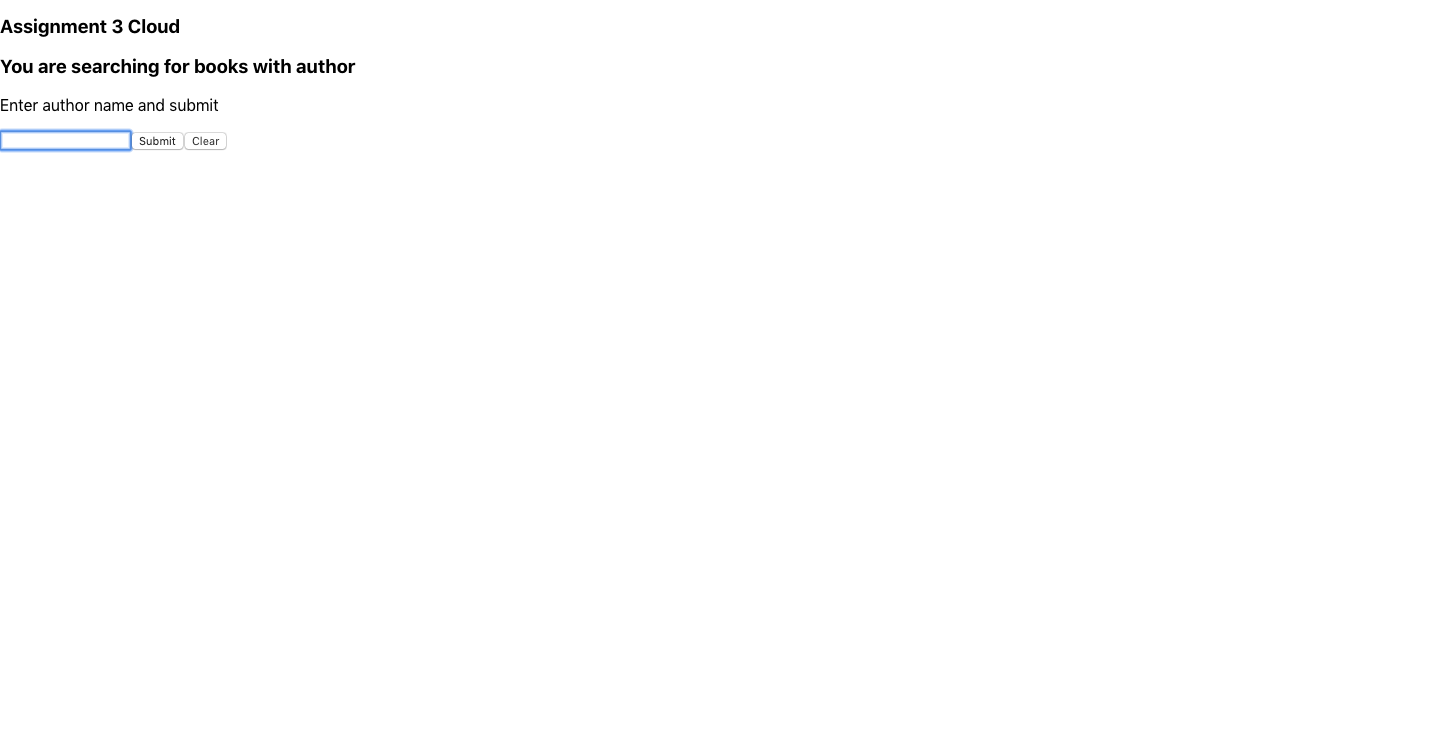 Assignment 3 Cloud
You are searching for books with author
Enter author name and submit
Submit Clear